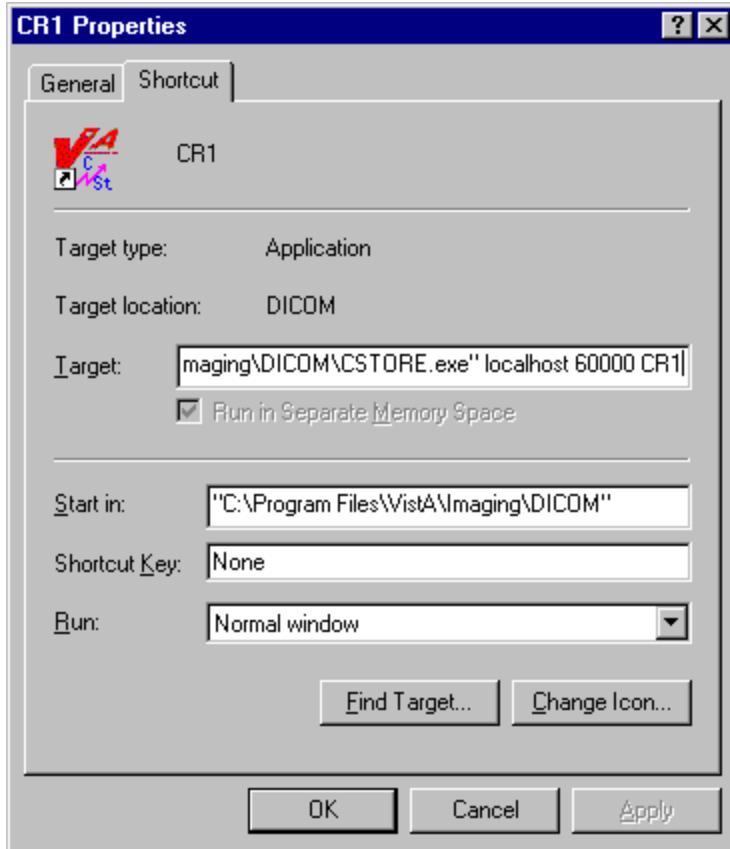 CR1 Properties
General Shortcut
VA
C
St.
CR1
Target type: Application
Target location: DICOM
Target: maging\DICOM\CSTORE.exe" localhost 60000 CR1
Run in Separate Memory Space
Start in: "C:\Program Files\VistA\Imaging\DICOM"
Shortcut Key: None
Run: Normal window
Find Target... Change Icon...
OK Cancel Apply